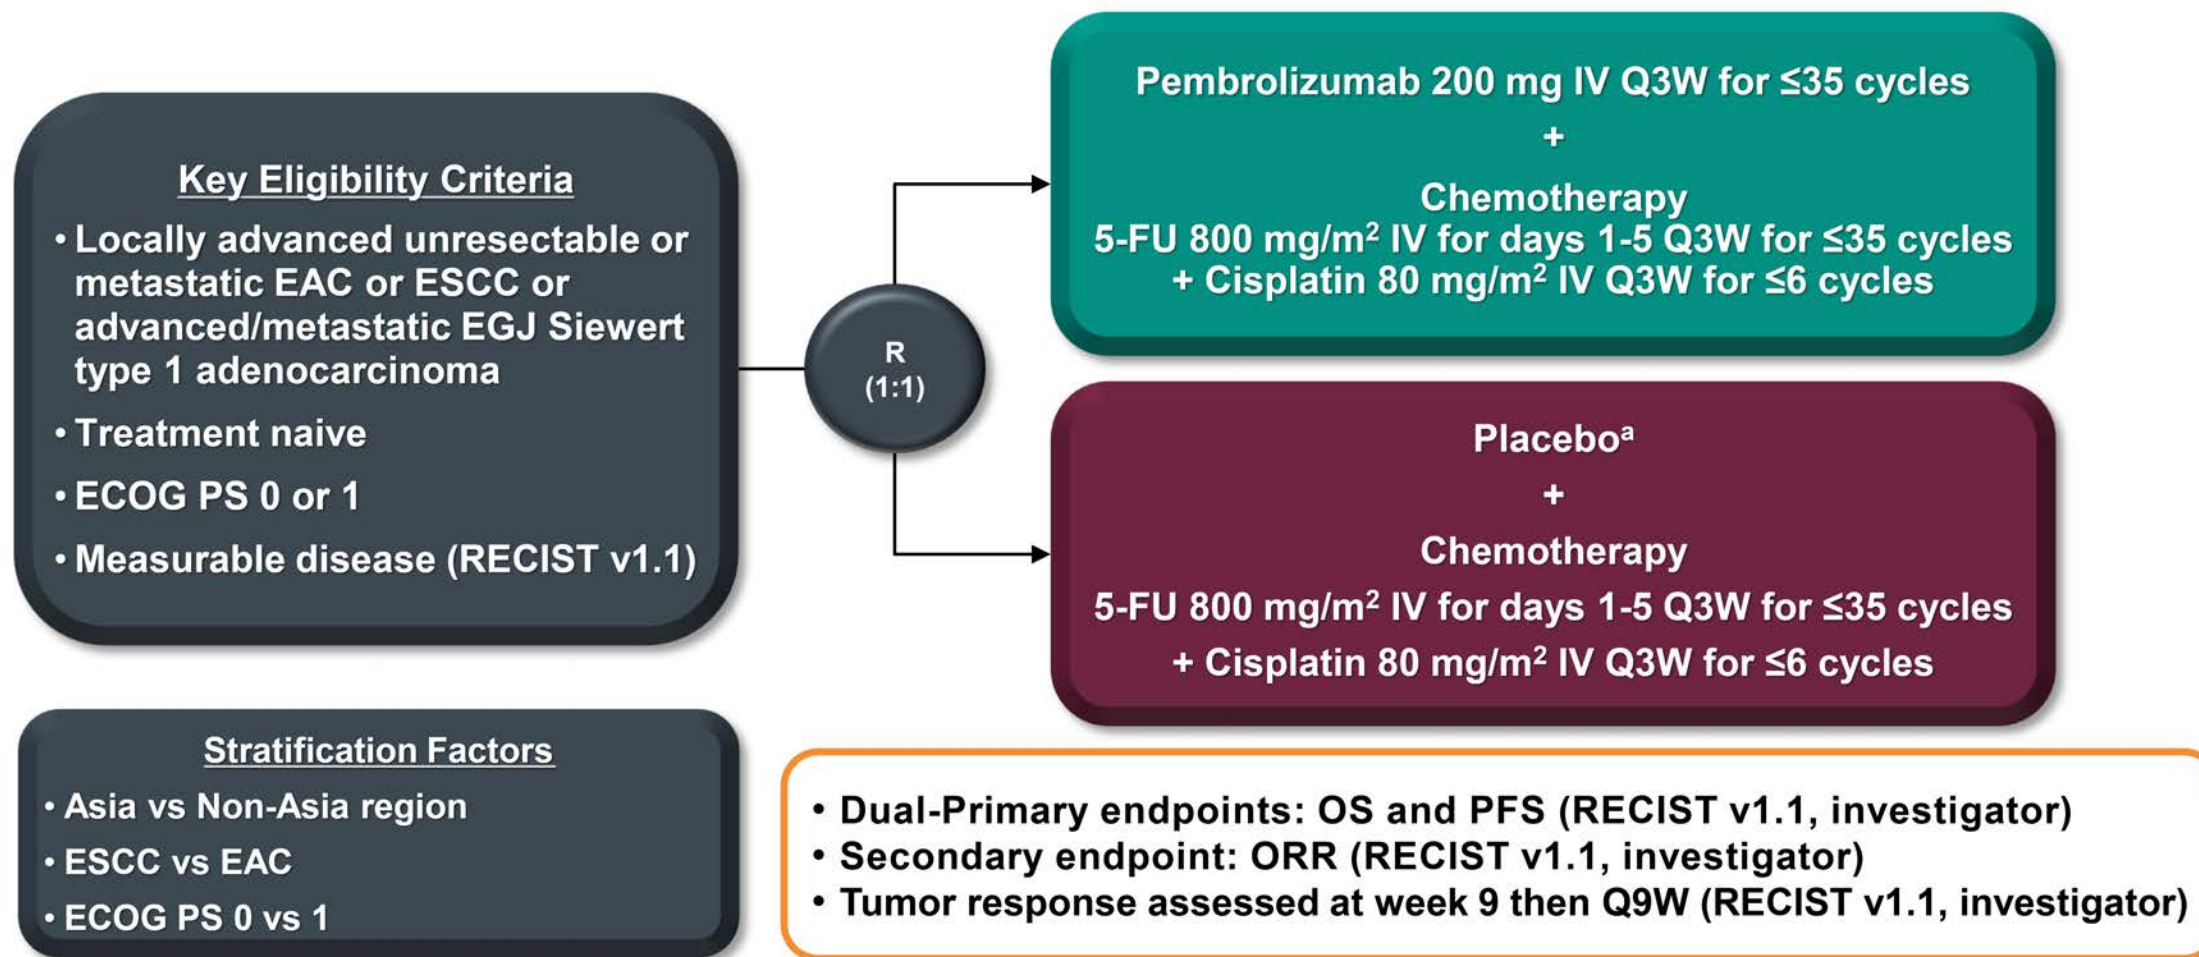 Key Eligibility Criteria
• Locally advanced unresectable or
metastatic EAC or ESCC or
advanced/metastatic EGJ Siewert
type 1 adenocarcinoma
• Treatment naive
• ECOG PS 0 or 1
• Measurable disease (RECIST v1.1)
R
(1:1)
Pembrolizumab 200 mg IV Q3W for ≤35 cycles
+
Chemotherapy
5-FU 800 mg/m² IV for days 1-5 Q3W for ≤35 cycles
+ Cisplatin 80 mg/m² IV Q3W for ≤6 cycles
Placeboᵃ
+
Chemotherapy
5-FU 800 mg/m² IV for days 1-5 Q3W for ≤35 cycles
+ Cisplatin 80 mg/m² IV Q3W for ≤6 cycles
Stratification Factors
• Asia vs Non-Asia region
• ESCC vs EAC
• ECOG PS 0 vs 1
• Dual-Primary endpoints: OS and PFS (RECIST v1.1, investigator)
• Secondary endpoint: ORR (RECIST v1.1, investigator)
• Tumor response assessed at week 9 then Q9W (RECIST v1.1, investigator)